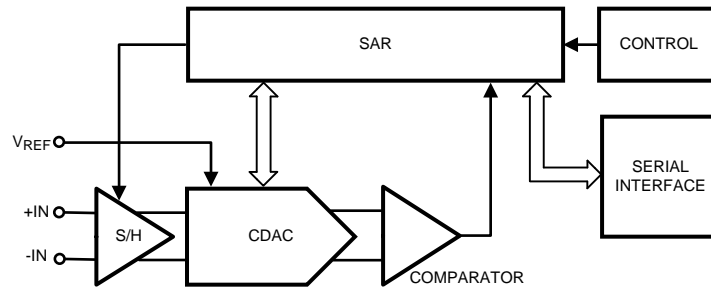 SAR
CONTROL
VREF
SERIAL
INTERFACE
+IN
S/H
CDAC
-IN
COMPARATOR